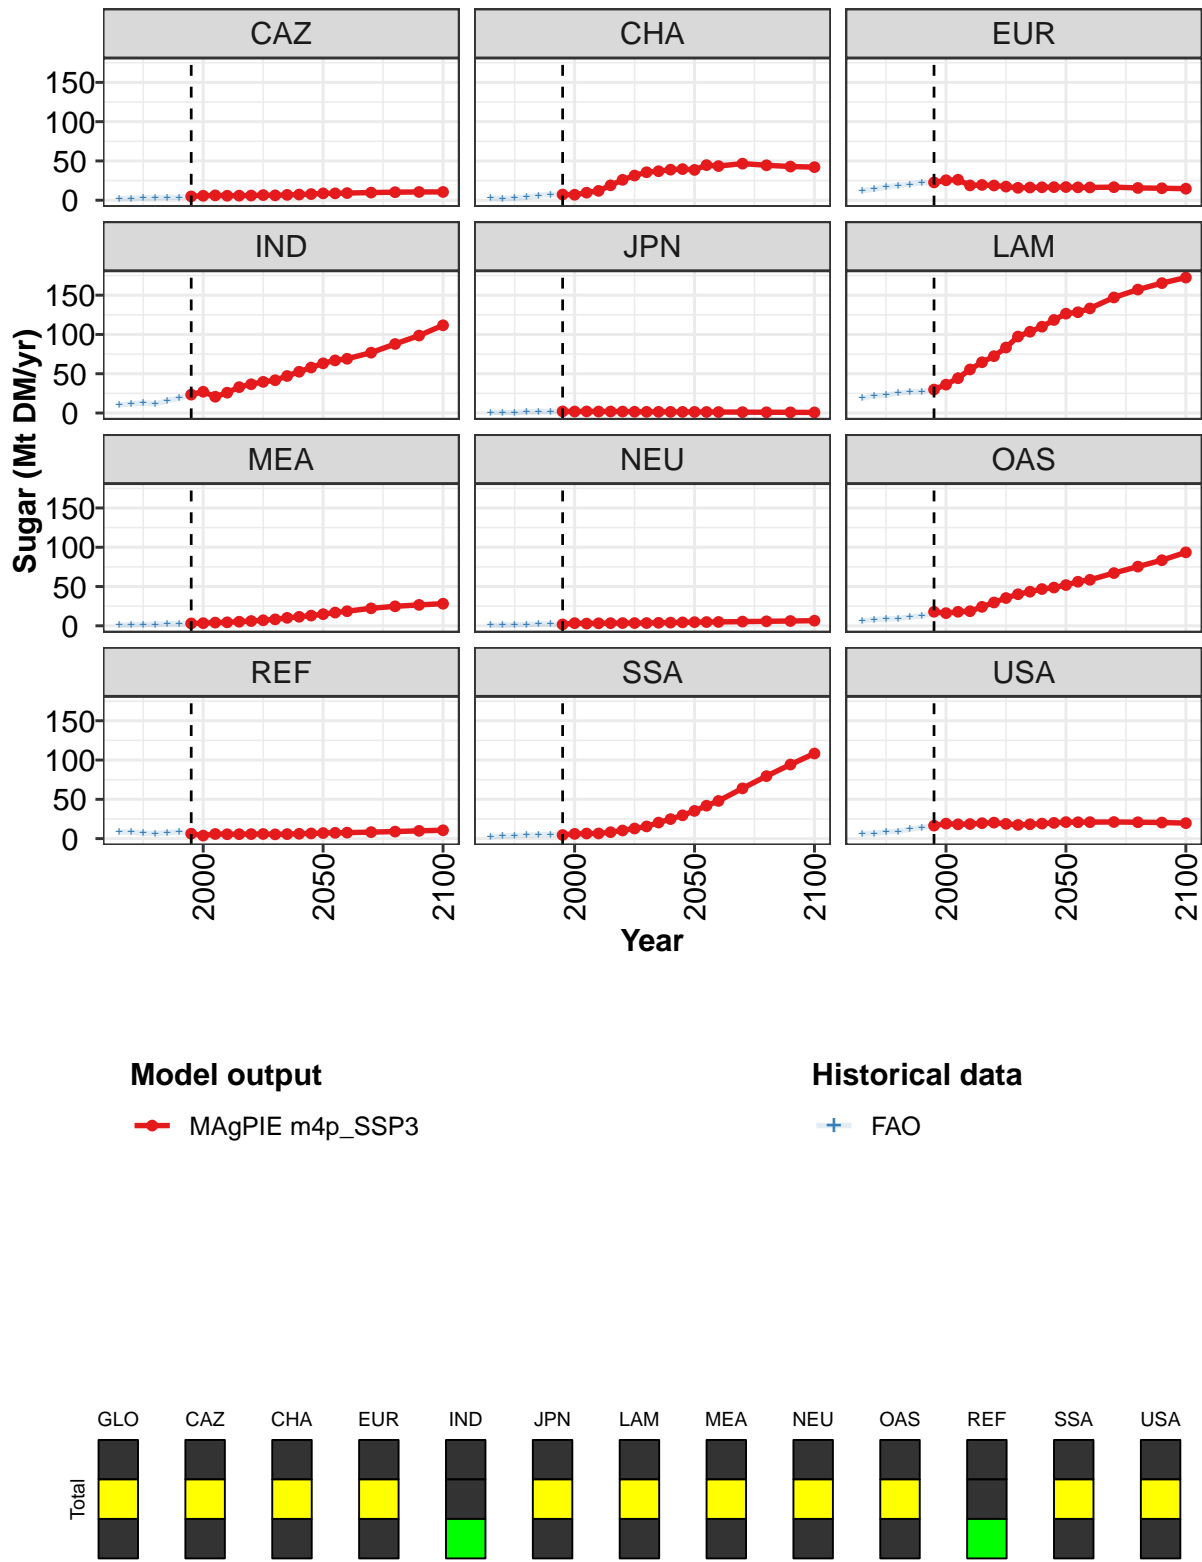 CAZ CHA EUR
150
100
50
0
IND JPN LAM
150
100
50
0
MEA NEU OAS
150
100
50
0
REF SSA USA
150
100
50
0
Sugar (Mt DM/yr)
2000 2050 2100 2000 2050 2100 2000 2050 2100
Year
Model output Historical data
MAgPIE m4p_SSP3 FAO
GLO CAZ CHA EUR IND JPN LAM MEA NEU OAS REF SSA USA
Total